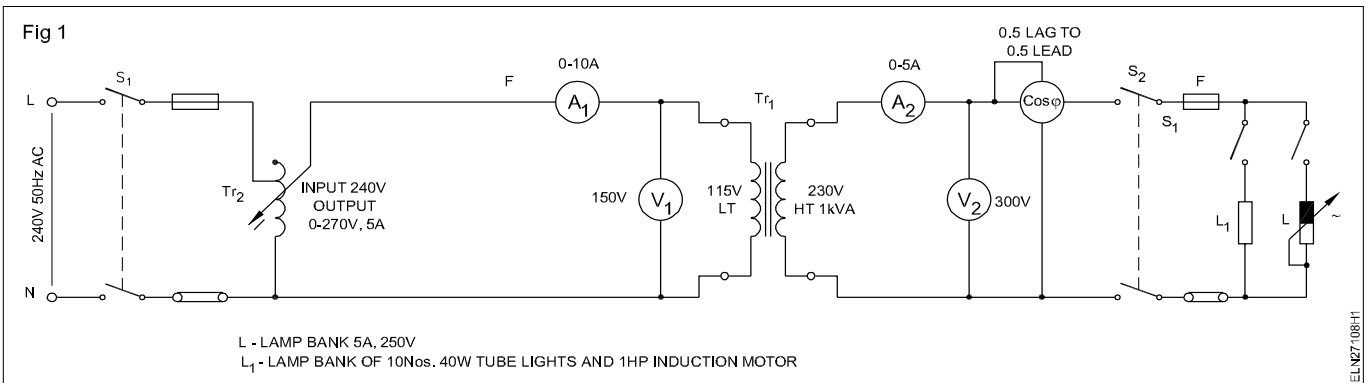 Fig 1
0.5 LAG TO
0.5 LEAD
0-10A
0-5A
S1
F
Tr1
S2
F
L
A1
A2
Cosφ
S1
240V 50Hz AC
Tr2
INPUT 240V
OUTPUT
0-270V, 5A
150V
V1
115V
LT
230V
HT 1kVA
V2
300V
L1
L
~
N
L - LAMP BANK 5A, 250V
L1 - LAMP BANK OF 10Nos. 40W TUBE LIGHTS AND 1HP INDUCTION MOTOR
ELN27108H1